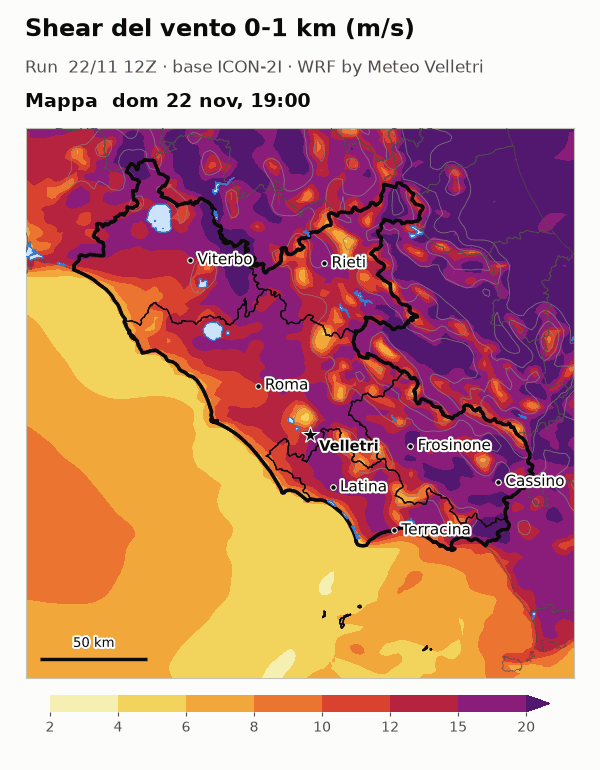 Shear del vento 0-1 km (m/s)
Run  22/11 12Z · base ICON-2I · WRF by Meteo Velletri
Mappa  dom 22 nov, 19:00
Viterbo
Rieti
Roma
Velletri
Frosinone
Cassino
Latina
Terracina
50 km
2 4 6 8 10 12 15 20